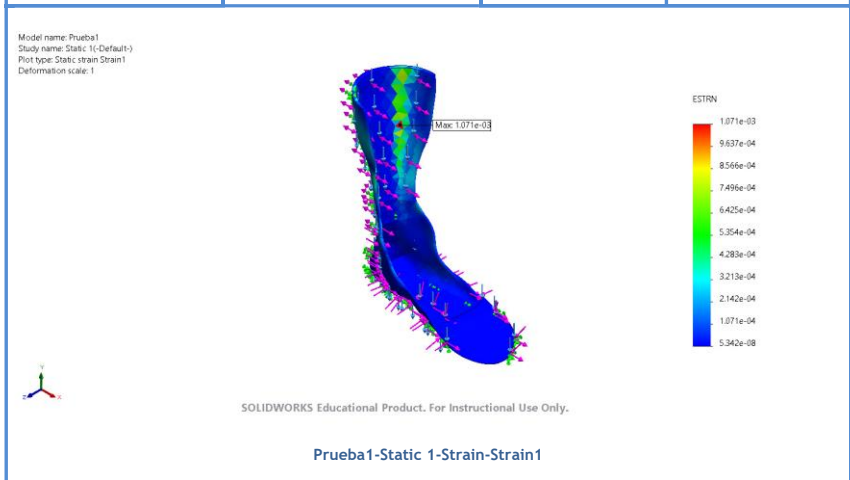 Model name: Prueba1
Study name: Static 1(-Default-)
Plot type: Static strain Strain1
Deformation scale: 1
Max: 1.071e-03
ESTRN
1.071e-03
9.637e-04
8.566e-04
7.496e-04
6.425e-04
5.354e-04
4.283e-04
3.213e-04
2.142e-04
1.071e-04
5.342e-08
Y
Z
X
SOLIDWORKS Educational Product. For Instructional Use Only.
Prueba1-Static 1-Strain-Strain1